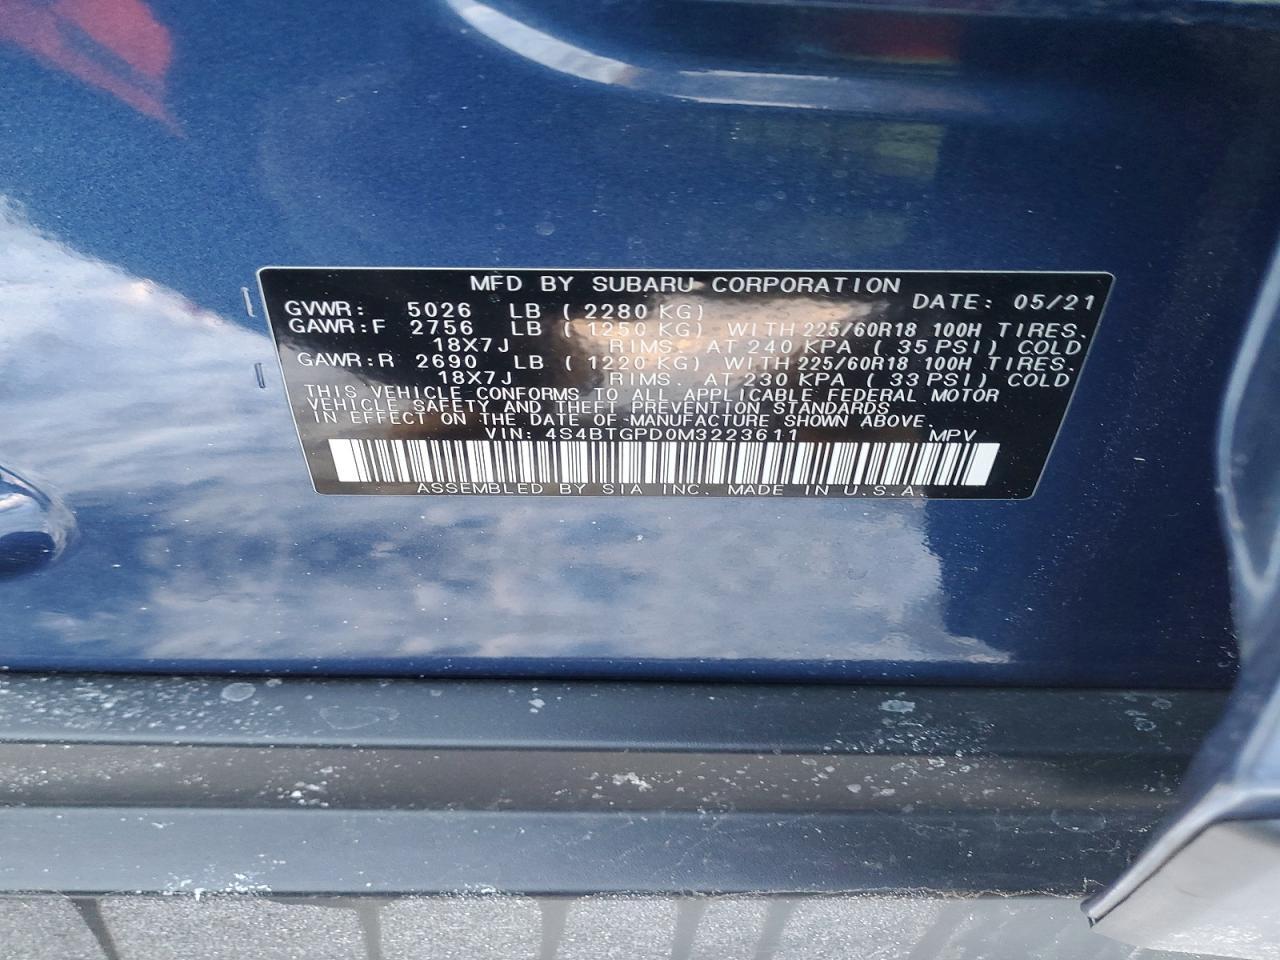 MFD BY SUBARU CORPORATION
GVWR: 5026 LB ( 2280 KG) DATE: 05/21
GAWR:F 2756 LB ( 1250 KG) WITH 225/60R18 100H TIRES.
18X7J RIMS. AT 240 KPA ( 35 PSI) COLD
GAWR:R 2690 LB ( 1220 KG) WITH 225/60R18 100H TIRES.
18X7J RIMS. AT 230 KPA ( 33 PSI) COLD
THIS VEHICLE CONFORMS TO ALL APPLICABLE FEDERAL MOTOR
VEHICLE SAFETY AND THEFT PREVENTION STANDARDS
IN EFFECT ON THE DATE OF MANUFACTURE SHOWN ABOVE.
VIN: 4S4BTGPD0M3223611 MPV
ASSEMBLED BY SIA INC. MADE IN U.S.A.